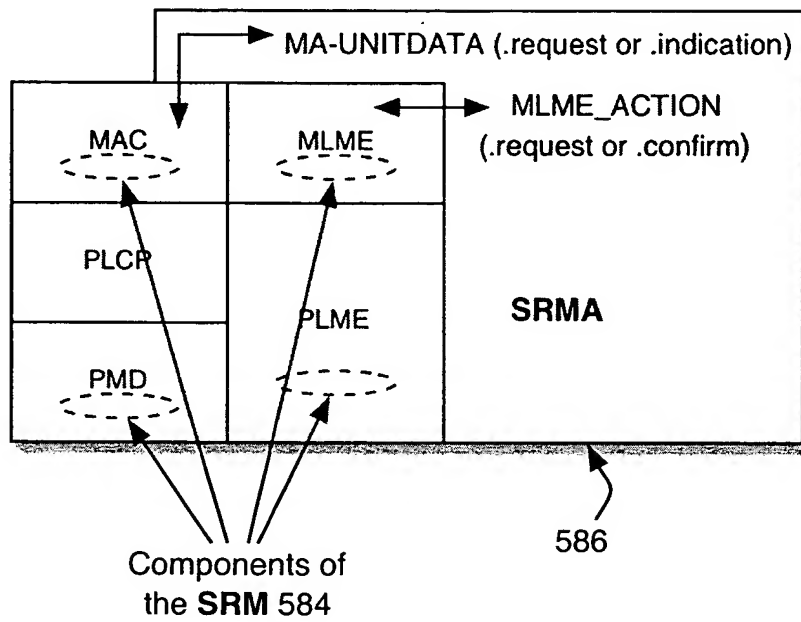 MA-UNITDATA (.request or .indication)
MLME_ACTION
(.request or .confirm)
MAC
MLME
PLCP
PLME
SRMA
PMD
586
Components of
the SRM 584